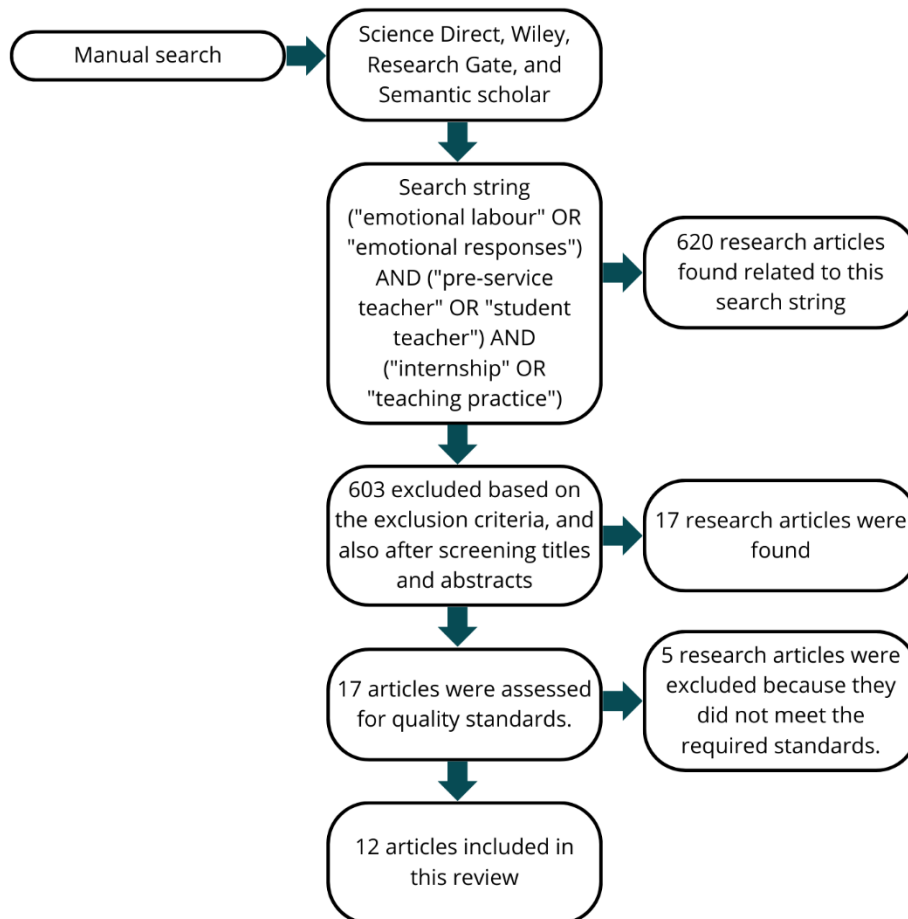 Manual search
Science Direct, Wiley,
Research Gate, and
Semantic scholar
Search string
("emotional labour" OR
"emotional responses")
AND ("pre-service
teacher" OR "student
teacher") AND
("internship" OR
"teaching practice")
620 research articles
found related to this
search string
603 excluded based on
the exclusion criteria, and
also after screening titles
and abstracts
17 research articles were
found
17 articles were assessed
for quality standards.
5 research articles were
excluded because they
did not meet the
required standards.
12 articles included in
this review